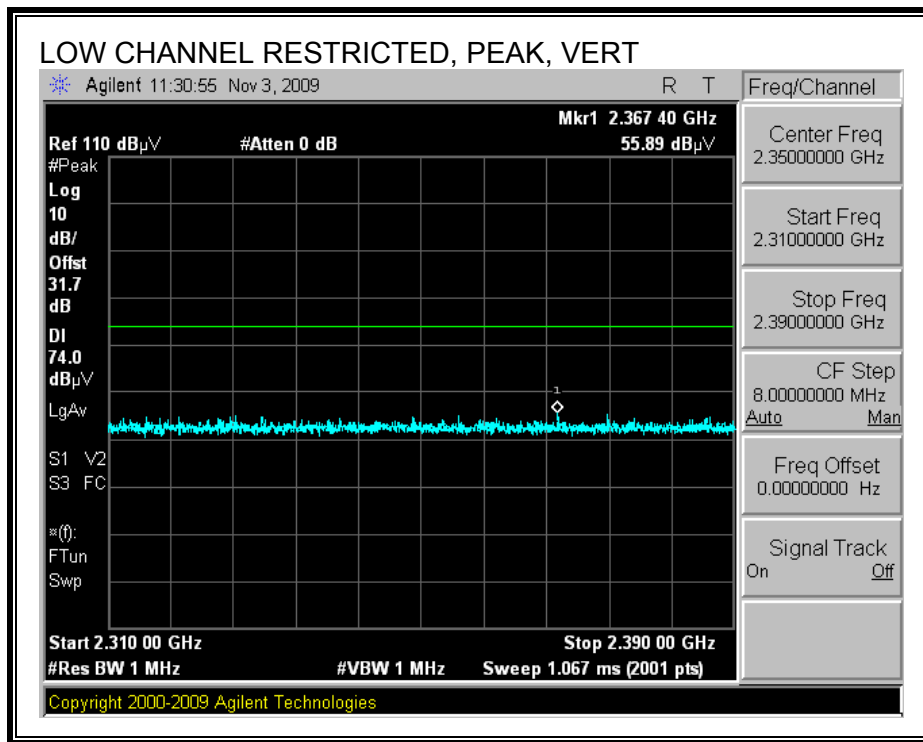 LOW CHANNEL RESTRICTED, PEAK, VERT
Agilent 11:30:55 Nov 3, 2009 R T
Freq/Channel
Mkr1 2.367 40 GHz
Ref 110 dBµV #Atten 0 dB 55.89 dBµV
#Peak
Log
10
dB/
Offst
31.7
dB
DI
74.0
dBµV
LgAv
S1 V2
S3 FC
¤(f):
FTun
Swp
1
Start 2.310 00 GHz Stop 2.390 00 GHz
#Res BW 1 MHz #VBW 1 MHz Sweep 1.067 ms (2001 pts)
Center Freq
2.35000000 GHz
Start Freq
2.31000000 GHz
Stop Freq
2.39000000 GHz
CF Step
8.00000000 MHz
Auto Man
Freq Offset
0.00000000 Hz
Signal Track
On Off
Copyright 2000-2009 Agilent Technologies